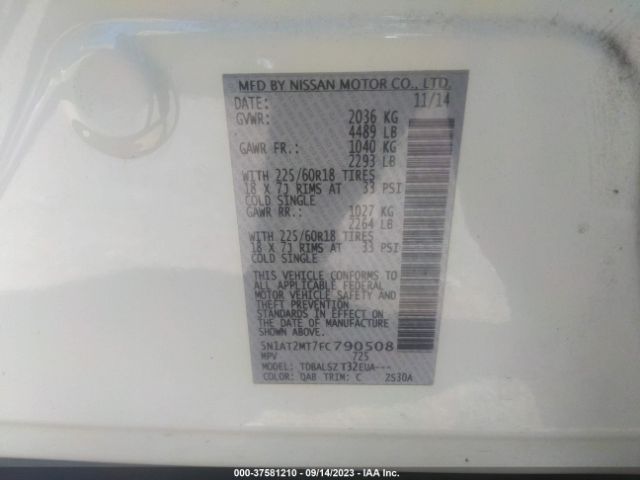 MFD BY NISSAN MOTOR CO., LTD.
DATE: 11/14
GVWR: 2036 KG
4489 LB
GAWR FR.: 1040 KG
2293 LB
WITH 225/60R18 TIRES
18 X 7J RIMS AT 33 PSI
COLD SINGLE
GAWR RR.: 1027 KG
2264 LB
WITH 225/60R18 TIRES
18 X 7J RIMS AT 33 PSI
COLD SINGLE
THIS VEHICLE CONFORMS TO
ALL APPLICABLE FEDERAL
MOTOR VEHICLE SAFETY AND
THEFT PREVENTION
STANDARDS IN EFFECT ON
THE DATE OF MANUFACTURE
SHOWN ABOVE.
5N1AT2MT7FC790508
MPV 725
MODEL: TDBALSZ T32EUA---
COLOR: QAB TRIM: C 2S30A
000-37581210 - 09/14/2023 - IAA Inc.